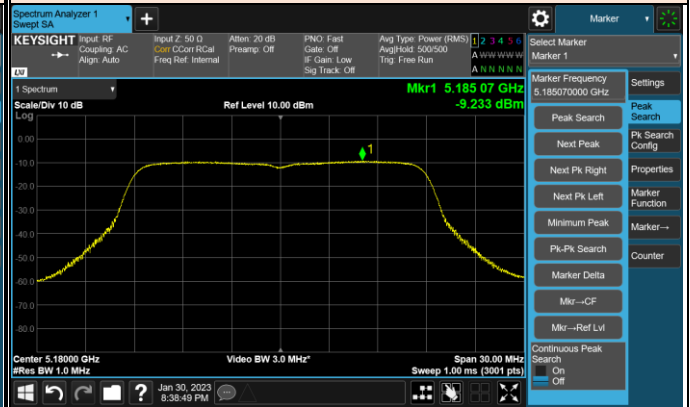 Spectrum Analyzer 1
Swept SA
+
Marker
KEYSIGHT
Input: RF
Coupling: AC
Align: Auto
Input Z: 50 Ω
Corr CCorr RCal
Freq Ref: Internal
Atten: 20 dB
Preamp: Off
PNO: Fast
Gate: Off
IF Gain: Low
Sig Track: Off
Avg Type: Power (RMS)
Avg|Hold: 500/500
Trig: Free Run
1 2 3 4 5 6
A W W W W W
A N N N N N
LXI
1 Spectrum
Scale/Div 10 dB
Log
Ref Level 10.00 dBm
Mkr1 5.185 07 GHz
-9.233 dBm
0.00
-10.0
-20.0
-30.0
-40.0
-50.0
-60.0
-70.0
-80.0
1
Center 5.18000 GHz
#Res BW 1.0 MHz
Video BW 3.0 MHz*
Span 30.00 MHz
Sweep 1.00 ms (3001 pts)
Select Marker
Marker 1
Marker Frequency
5.185070000 GHz
Peak Search
Next Peak
Next Pk Right
Next Pk Left
Minimum Peak
Pk-Pk Search
Marker Delta
Mkr→CF
Mkr→Ref Lvl
Continuous Peak
Search
On
Off
Settings
Peak
Search
Pk Search
Config
Properties
Marker
Function
Marker→
Counter
?
Jan 30, 2023
8:38:49 PM